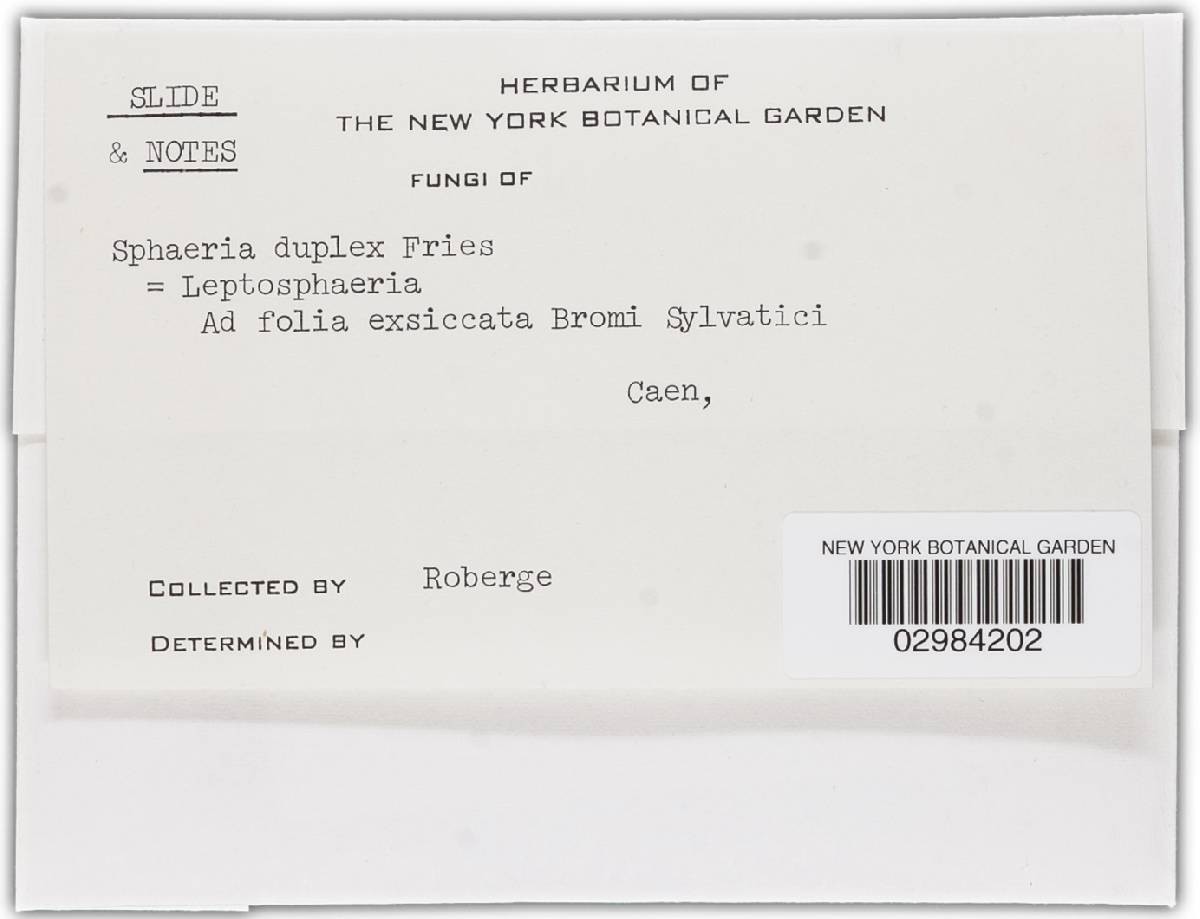 SLIDE
& NOTES
HERBARIUM OF
THE NEW YORK BOTANICAL GARDEN
FUNGI OF
Sphaeria duplex Fries
= Leptosphaeria
Ad folia exsiccata Bromi Sylvatici
Caen,
COLLECTED BY Roberge
DETERMINED BY
NEW YORK BOTANICAL GARDEN
02984202